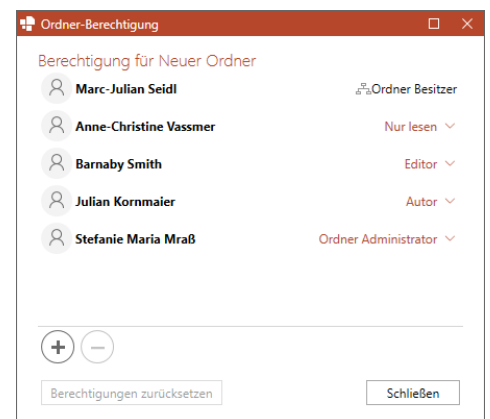 Ordner-Berechtigung
Berechtigung für Neuer Ordner
Marc-Julian Seidl Ordner Besitzer
Anne-Christine Vassmer Nur lesen
Barnaby Smith Editor
Julian Kornmaier Autor
Stefanie Maria Mraß Ordner Administrator
Berechtigungen zurücksetzen Schließen